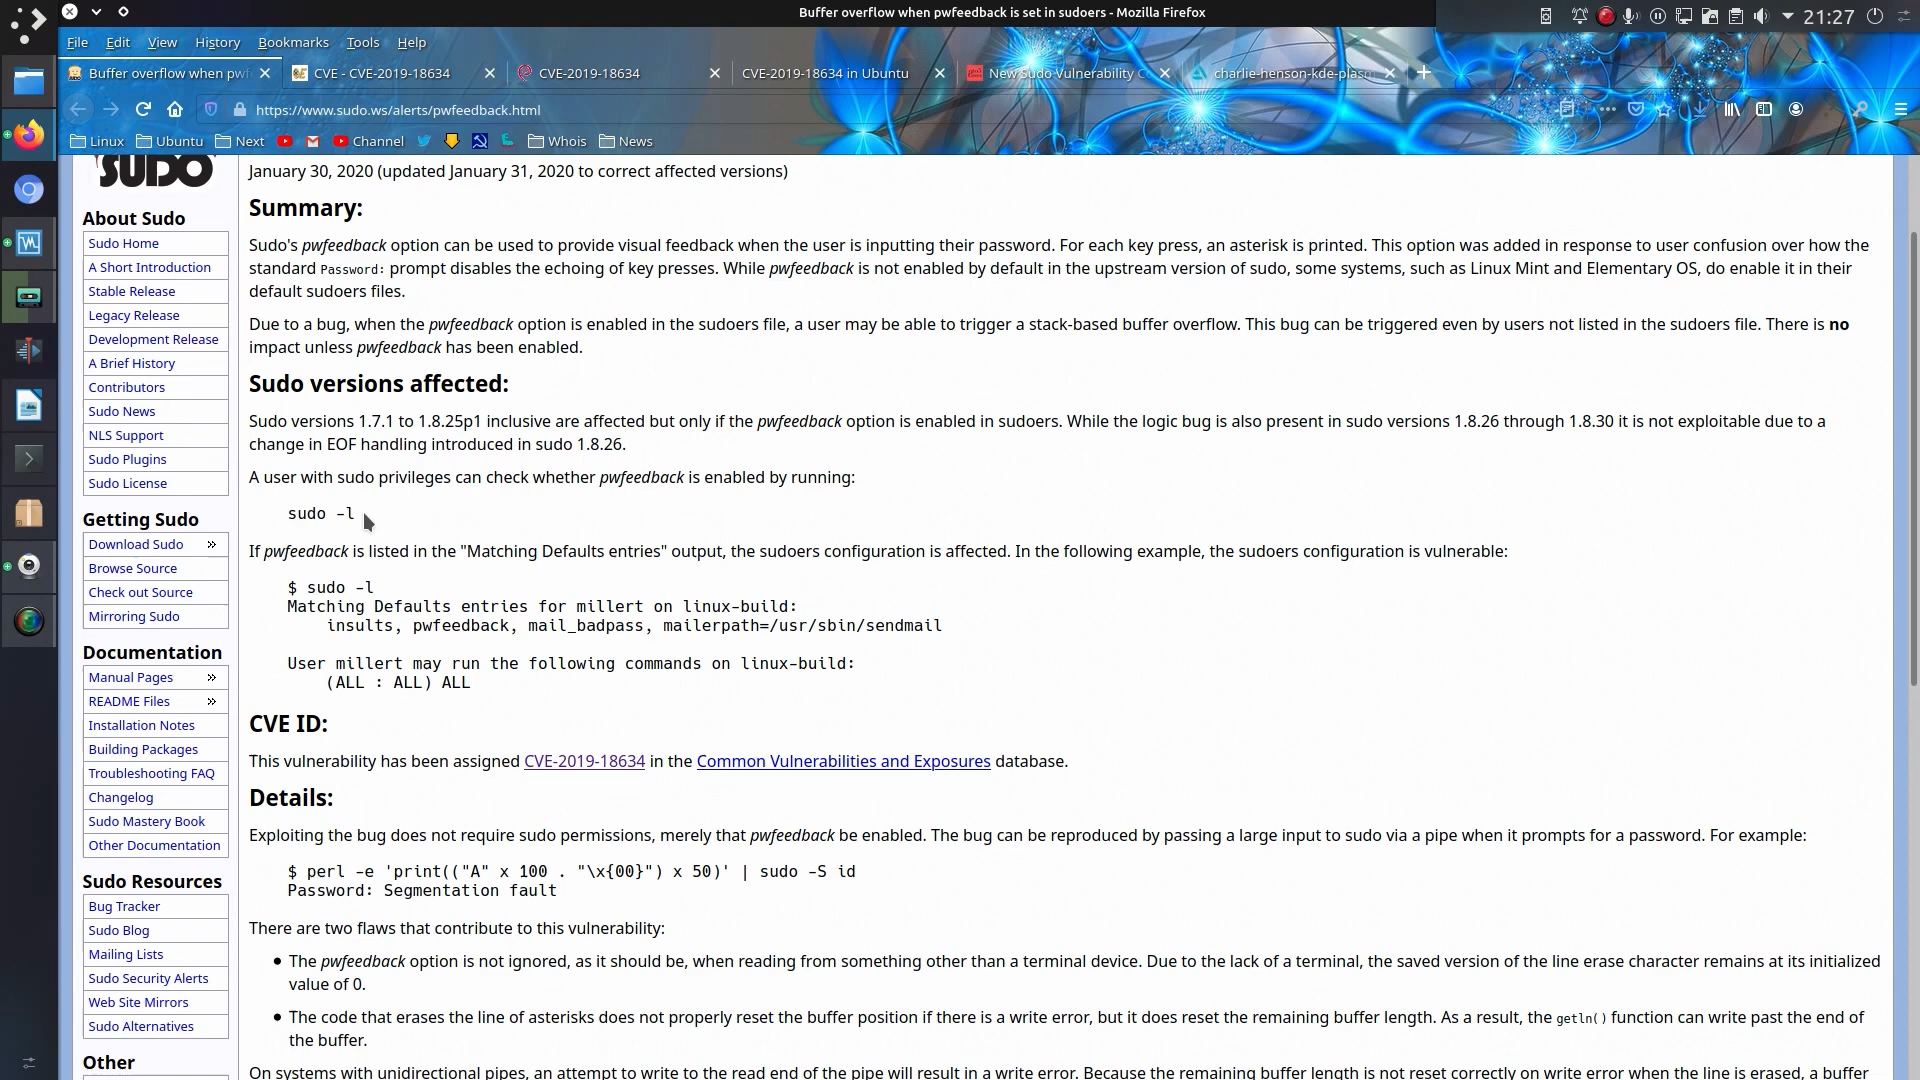 Buffer overflow when pwfeedback is set in sudoers - Mozilla Firefox
21:27
File Edit View History Bookmarks Tools Help
Buffer overflow when pwf
CVE - CVE-2019-18634
CVE-2019-18634
CVE-2019-18634 in Ubuntu
New Sudo Vulnerability C
charlie-henson-kde-plasm
https://www.sudo.ws/alerts/pwfeedback.html
Linux Ubuntu Next Channel Whois News
SUDO
About Sudo
Sudo Home
A Short Introduction
Stable Release
Legacy Release
Development Release
A Brief History
Contributors
Sudo News
NLS Support
Sudo Plugins
Sudo License
Getting Sudo
Download Sudo »
Browse Source
Check out Source
Mirroring Sudo
Documentation
Manual Pages »
README Files »
Installation Notes
Building Packages
Troubleshooting FAQ
Changelog
Sudo Mastery Book
Other Documentation
Sudo Resources
Bug Tracker
Sudo Blog
Mailing Lists
Sudo Security Alerts
Web Site Mirrors
Sudo Alternatives
Other
January 30, 2020 (updated January 31, 2020 to correct affected versions)
Summary:
Sudo's pwfeedback option can be used to provide visual feedback when the user is inputting their password. For each key press, an asterisk is printed. This option was added in response to user confusion over how the
standard Password: prompt disables the echoing of key presses. While pwfeedback is not enabled by default in the upstream version of sudo, some systems, such as Linux Mint and Elementary OS, do enable it in their
default sudoers files.
Due to a bug, when the pwfeedback option is enabled in the sudoers file, a user may be able to trigger a stack-based buffer overflow. This bug can be triggered even by users not listed in the sudoers file. There is no
impact unless pwfeedback has been enabled.
Sudo versions affected:
Sudo versions 1.7.1 to 1.8.25p1 inclusive are affected but only if the pwfeedback option is enabled in sudoers. While the logic bug is also present in sudo versions 1.8.26 through 1.8.30 it is not exploitable due to a
change in EOF handling introduced in sudo 1.8.26.
A user with sudo privileges can check whether pwfeedback is enabled by running:
sudo -l
If pwfeedback is listed in the "Matching Defaults entries" output, the sudoers configuration is affected. In the following example, the sudoers configuration is vulnerable:
$ sudo -l
Matching Defaults entries for millert on linux-build:
insults, pwfeedback, mail_badpass, mailerpath=/usr/sbin/sendmail
User millert may run the following commands on linux-build:
(ALL : ALL) ALL
CVE ID:
This vulnerability has been assigned CVE-2019-18634 in the Common Vulnerabilities and Exposures database.
Details:
Exploiting the bug does not require sudo permissions, merely that pwfeedback be enabled. The bug can be reproduced by passing a large input to sudo via a pipe when it prompts for a password. For example:
$ perl -e 'print(("A" x 100 . "\x{00}") x 50)' | sudo -S id
Password: Segmentation fault
There are two flaws that contribute to this vulnerability:
• The pwfeedback option is not ignored, as it should be, when reading from something other than a terminal device. Due to the lack of a terminal, the saved version of the line erase character remains at its initialized
value of 0.
• The code that erases the line of asterisks does not properly reset the buffer position if there is a write error, but it does reset the remaining buffer length. As a result, the getln() function can write past the end of
the buffer.
On systems with unidirectional pipes, an attempt to write to the read end of the pipe will result in a write error. Because the remaining buffer length is not reset correctly on write error when the line is erased, a buffer